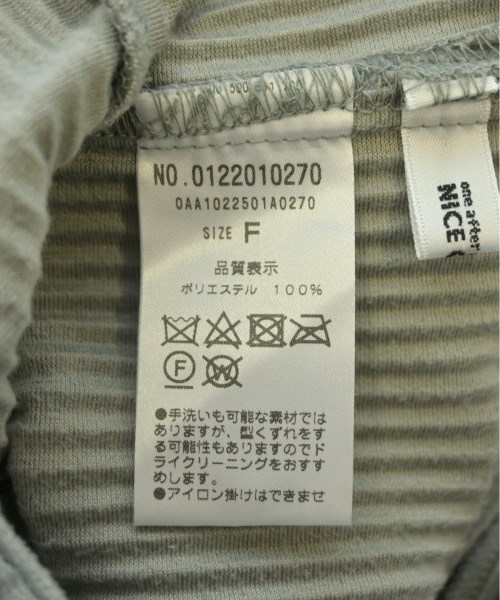 NO.0122010270
0AA1022501A0270
SIZE F
品質表示
ポリエステル 100%
F
W
●手洗いも可能な素材では
ありますが、型くずれをす
る可能性もありますのでド
ライクリーニングをおすす
めします。
●アイロン掛けはできませ
one after
NICE